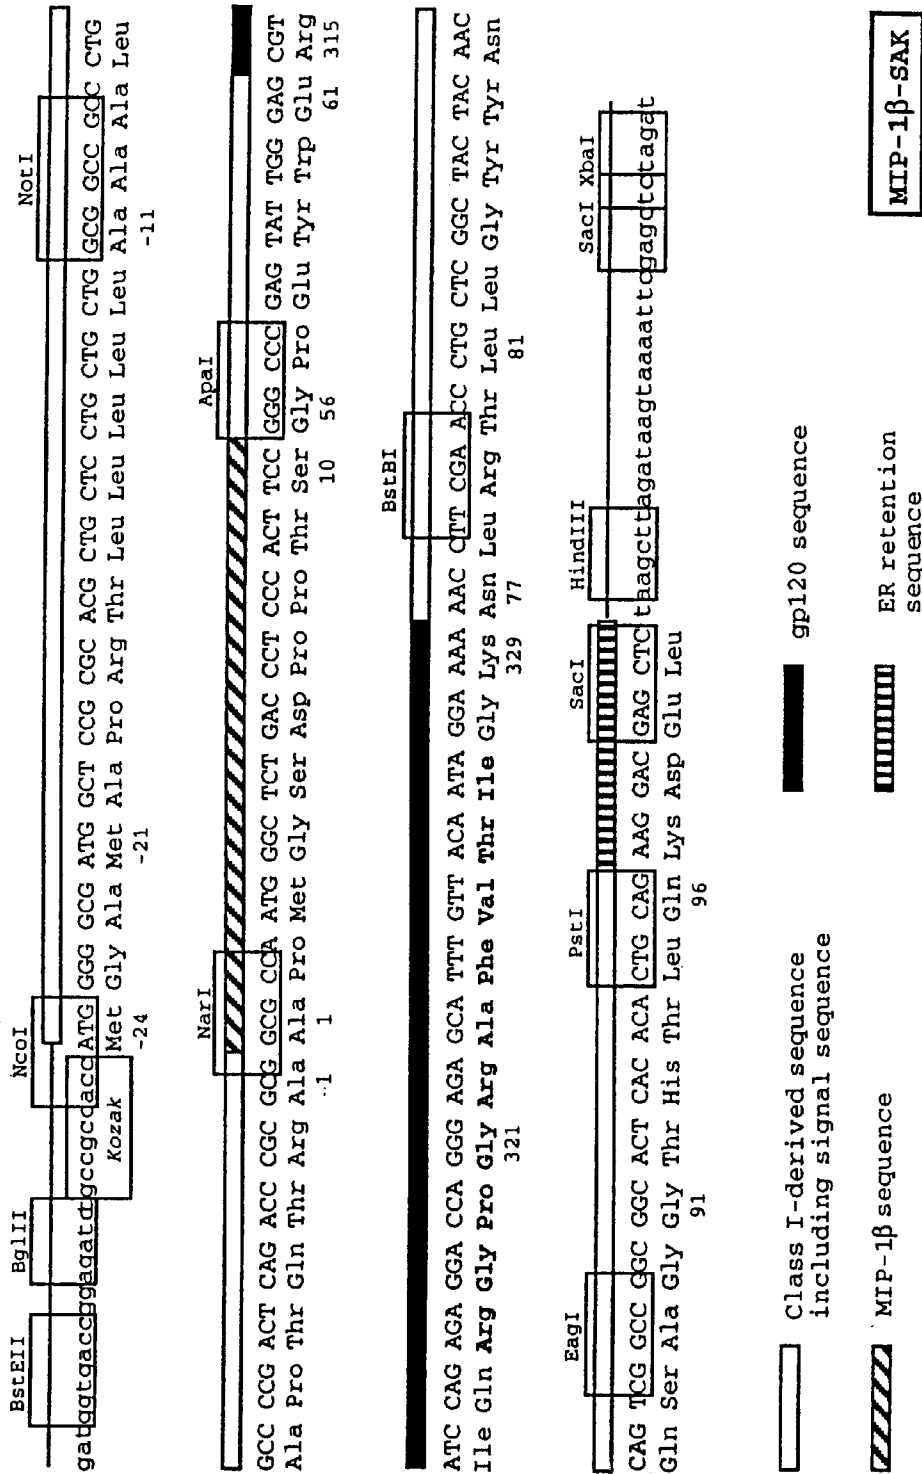 BstEII BglII NcoI NotI
gatggtgaccggagatctgccgccacc ATG GGG GCG ATG GCT CCG CGC ACG CTG CTC CTG CTG CTG GCG GCC GCC CTG
Kozak Met Gly Ala Met Ala Pro Arg Thr Leu Leu Leu Leu Leu Ala Ala Ala Leu
-24 -21 -11
NarI ApaI
GCC CCG ACT CAG ACC CGC GCG GCG CCA ATG GGC TCT GAC CCT CCC ACT TCC GGG CCC GAG TAT TGG GAG CGT
Ala Pro Thr Gln Thr Arg Ala Ala Pro Met Gly Ser Asp Pro Pro Thr Ser Gly Pro Glu Tyr Trp Glu Arg
-1 1 10 56 61 315
BstBI
ATC CAG AGA GGA CCA GGG AGA GCA TTT GTT ACA ATA GGA AAA AAC CTT CGA ACC CTG CTC GGC TAC TAC AAC
Ile Gln Arg Gly Pro Gly Arg Ala Phe Val Thr Ile Gly Lys Asn Leu Arg Thr Leu Leu Gly Tyr Tyr Asn
321 329 77 81
EagI PstI SacI HindIII SacI XbaI
CAG TCG GCC GGC GGC ACT CAC ACA CTG CAG AAG GAC GAG CTC taagcttagataagtaaaattcgagctctagat
Gln Ser Ala Gly Gly Thr His Thr Leu Gln Lys Asp Glu Leu
91 96
Class I-derived sequence
including signal sequence
gp120 sequence
MIP-1β sequence
ER retention
sequence
MIP-1β-SAK